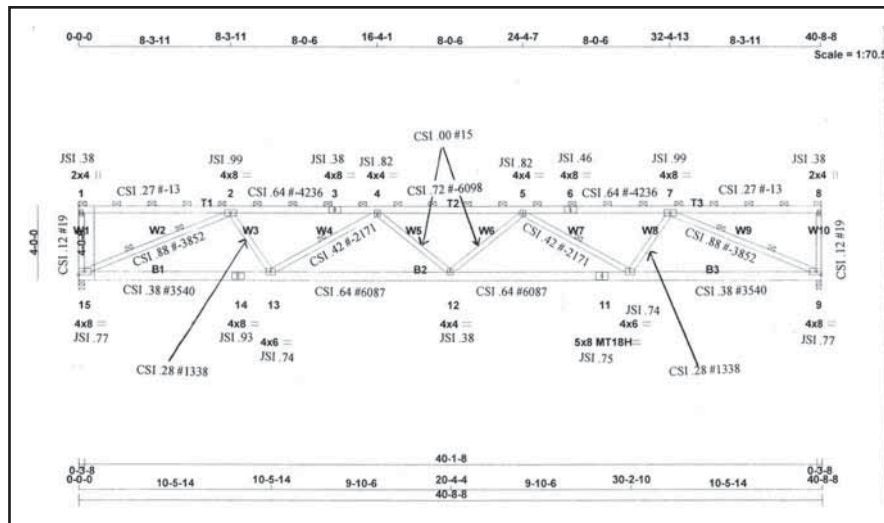 0-0-0 8-3-11 8-3-11 8-0-6 16-4-1 8-0-6 24-4-7 8-0-6 32-4-13 8-3-11 40-8-8
Scale = 1:70.5
CSI .00 #15
JSI .38 JSI .99 JSI .38 JSI .82 JSI .82 JSI .46 JSI .99 JSI .38
2x4 || 4x8 = 4x8 = 4x4 = 4x4 = 4x8 = 4x8 = 2x4 ||
1 2 3 4 5 6 7 8
CSI .27 #-13 CSI .64 #-4236 CSI .72 #-6098 CSI .64 #-4236 CSI .27 #-13
T1 T2 T3
4-0-0
W1 W2 W3 W4 W5 W6 W7 W8 W9 W10
CSI .12 #19 CSI .88 #-3852 CSI .42 #-2171 CSI .42 #-2171 CSI .88 #-3852 CSI .12 #19
B1 B2 B3
CSI .38 #3540 CSI .64 #6087 CSI .64 #6087 CSI .38 #3540
15 14 13 12 11 9
4x8 = 4x8 = 4x4 = JSI .74 4x8 =
JSI .77 JSI .93 4x6 = JSI .38 4x6 = JSI .77
JSI .74 5x8 MT18H=
JSI .75
CSI .28 #1338 CSI .28 #1338
40-1-8
0-3-8 0-3-8
0-0-0 10-5-14 10-5-14 9-10-6 20-4-4 9-10-6 30-2-10 10-5-14 40-8-8
40-8-8